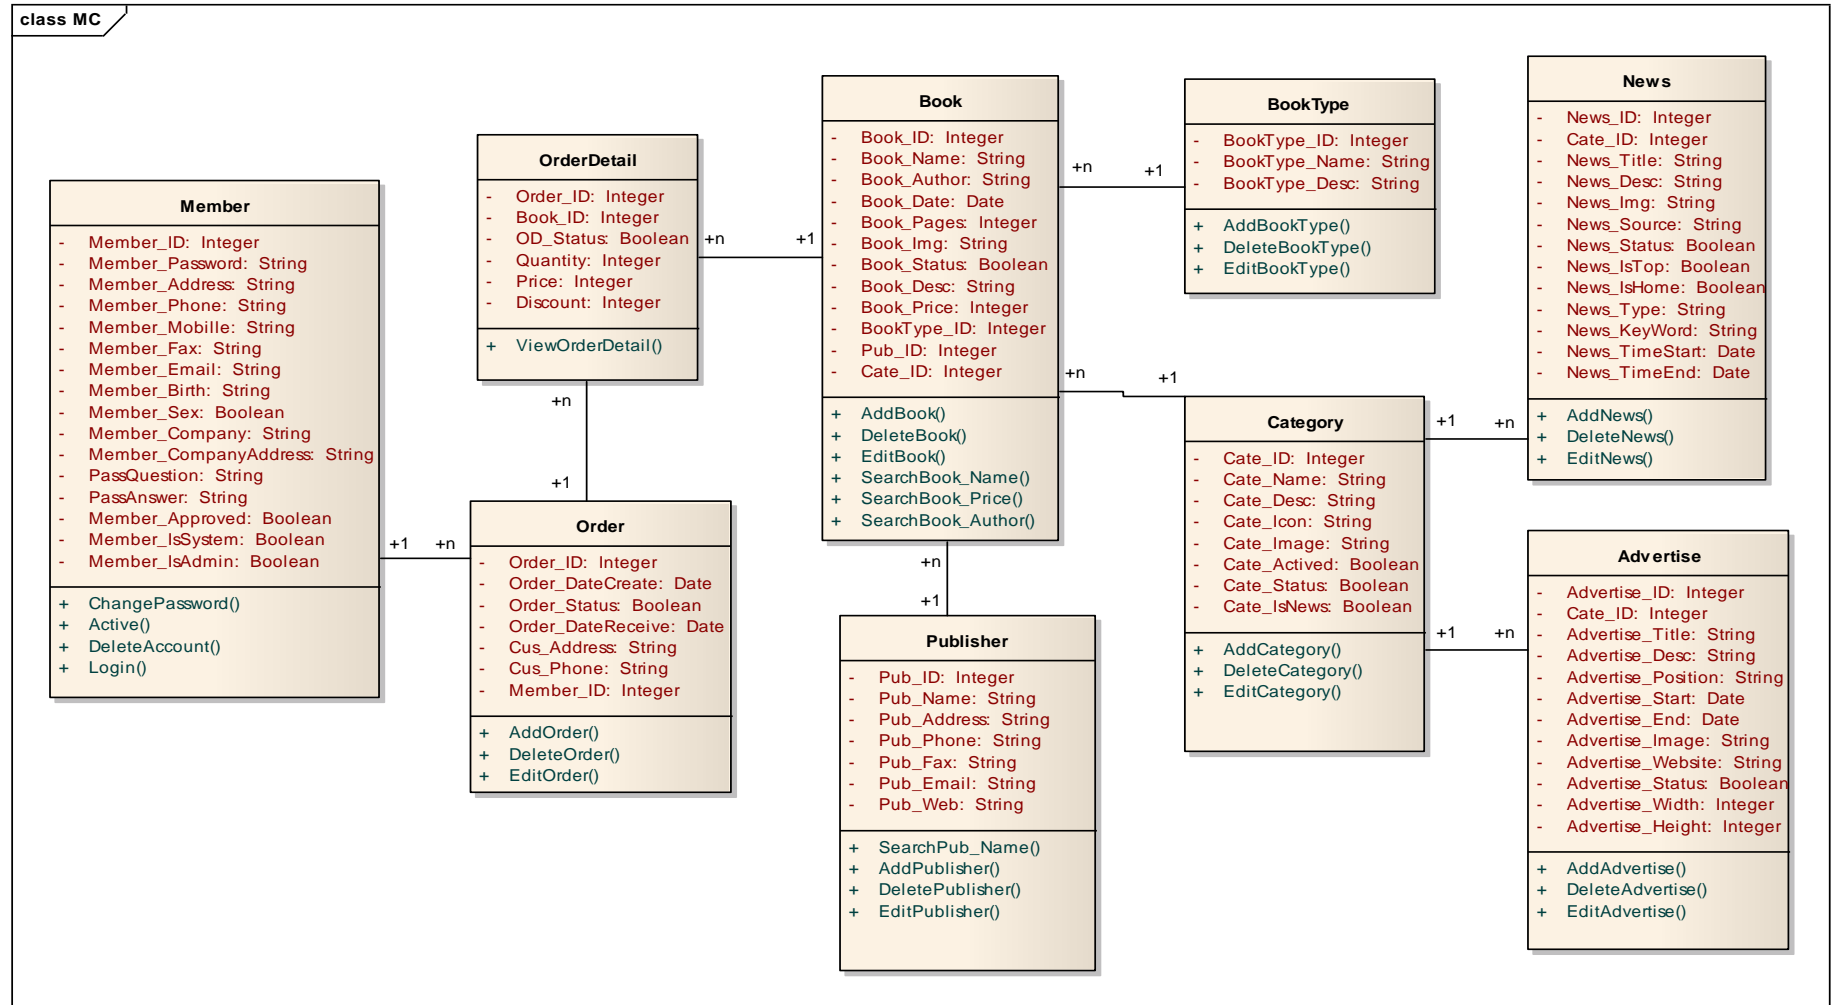 class MC
Member
- Member_ID: Integer
- Member_Password: String
- Member_Address: String
- Member_Phone: String
- Member_Mobille: String
- Member_Fax: String
- Member_Email: String
- Member_Birth: String
- Member_Sex: Boolean
- Member_Company: String
- Member_CompanyAddress: String
- PassQuestion: String
- PassAnswer: String
- Member_Approved: Boolean
- Member_IsSystem: Boolean
- Member_IsAdmin: Boolean
+ ChangePassword()
+ Active()
+ DeleteAccount()
+ Login()
+1 +n
OrderDetail
- Order_ID: Integer
- Book_ID: Integer
- OD_Status: Boolean
- Quantity: Integer
- Price: Integer
- Discount: Integer
+ ViewOrderDetail()
+n +1
+n
+1
Order
- Order_ID: Integer
- Order_DateCreate: Date
- Order_Status: Boolean
- Order_DateReceive: Date
- Cus_Address: String
- Cus_Phone: String
- Member_ID: Integer
+ AddOrder()
+ DeleteOrder()
+ EditOrder()
Book
- Book_ID: Integer
- Book_Name: String
- Book_Author: String
- Book_Date: Date
- Book_Pages: Integer
- Book_Img: String
- Book_Status: Boolean
- Book_Desc: String
- Book_Price: Integer
- BookType_ID: Integer
- Pub_ID: Integer
- Cate_ID: Integer
+ AddBook()
+ DeleteBook()
+ EditBook()
+ SearchBook_Name()
+ SearchBook_Price()
+ SearchBook_Author()
+n +1
+n +1
+n
+1
Publisher
- Pub_ID: Integer
- Pub_Name: String
- Pub_Address: String
- Pub_Phone: String
- Pub_Fax: String
- Pub_Email: String
- Pub_Web: String
+ SearchPub_Name()
+ AddPublisher()
+ DeletePublisher()
+ EditPublisher()
BookType
- BookType_ID: Integer
- BookType_Name: String
- BookType_Desc: String
+ AddBookType()
+ DeleteBookType()
+ EditBookType()
Category
- Cate_ID: Integer
- Cate_Name: String
- Cate_Desc: String
- Cate_Icon: String
- Cate_Image: String
- Cate_Actived: Boolean
- Cate_Status: Boolean
- Cate_IsNews: Boolean
+ AddCategory()
+ DeleteCategory()
+ EditCategory()
+1 +n
+1 +n
News
- News_ID: Integer
- Cate_ID: Integer
- News_Title: String
- News_Desc: String
- News_Img: String
- News_Source: String
- News_Status: Boolean
- News_IsTop: Boolean
- News_IsHome: Boolean
- News_Type: String
- News_KeyWord: String
- News_TimeStart: Date
- News_TimeEnd: Date
+ AddNews()
+ DeleteNews()
+ EditNews()
Advertise
- Advertise_ID: Integer
- Cate_ID: Integer
- Advertise_Title: String
- Advertise_Desc: String
- Advertise_Position: String
- Advertise_Start: Date
- Advertise_End: Date
- Advertise_Image: String
- Advertise_Website: String
- Advertise_Status: Boolean
- Advertise_Width: Integer
- Advertise_Height: Integer
+ AddAdvertise()
+ DeleteAdvertise()
+ EditAdvertise()